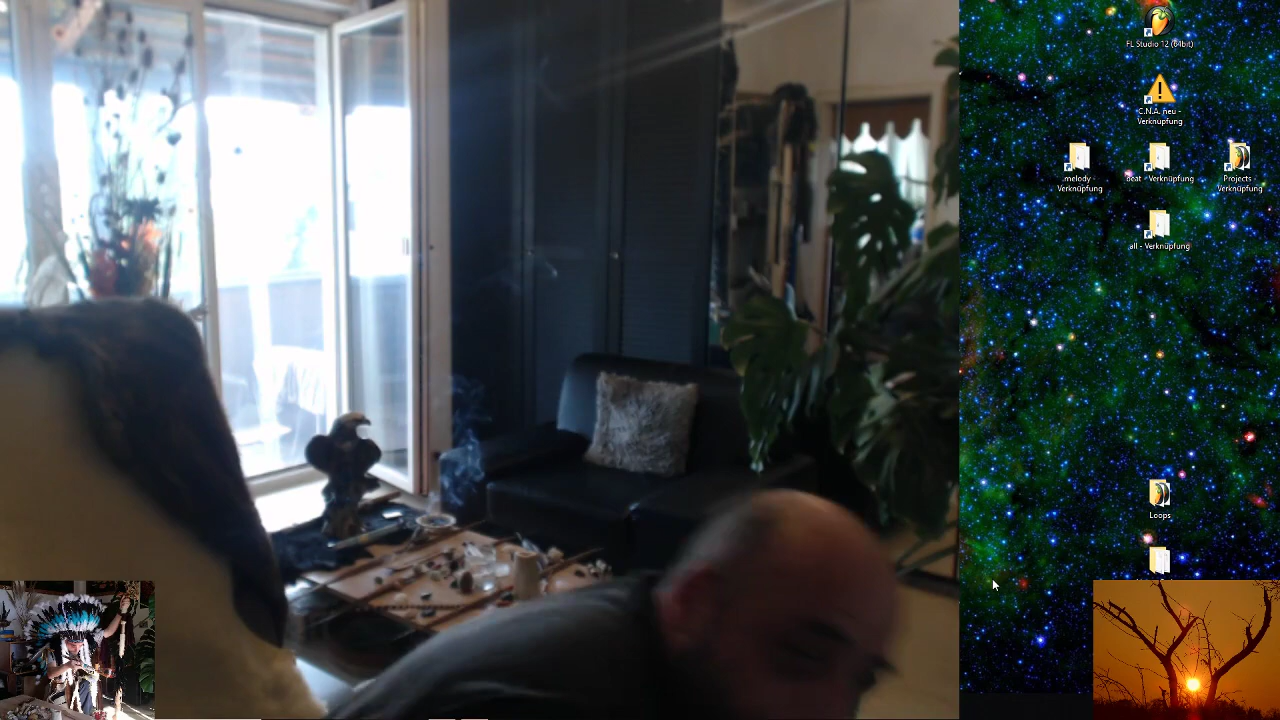 FL Studio 12 (64bit)
C.N.A. neu -
Verknüpfung
melody
Verknüpfung
beat - Verknüpfung
Projects
Verknüpfung
all - Verknüpfung
Loops